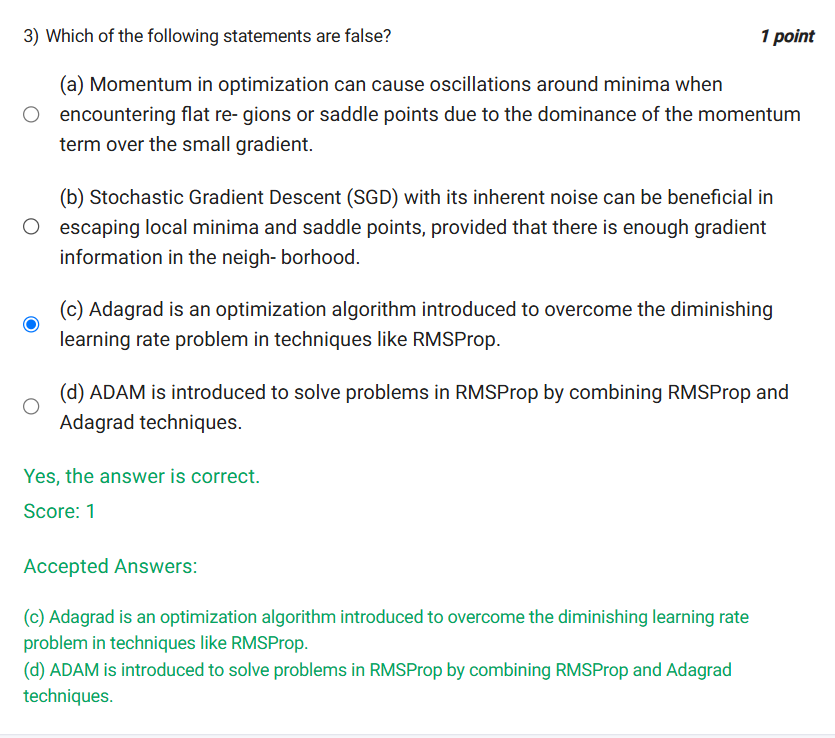 3) Which of the following statements are false?
1 point
(a) Momentum in optimization can cause oscillations around minima when
encountering flat re- gions or saddle points due to the dominance of the momentum
term over the small gradient.
(b) Stochastic Gradient Descent (SGD) with its inherent noise can be beneficial in
escaping local minima and saddle points, provided that there is enough gradient
information in the neigh- borhood.
(c) Adagrad is an optimization algorithm introduced to overcome the diminishing
learning rate problem in techniques like RMSProp.
(d) ADAM is introduced to solve problems in RMSProp by combining RMSProp and
Adagrad techniques.
Yes, the answer is correct.
Score: 1
Accepted Answers:
(c) Adagrad is an optimization algorithm introduced to overcome the diminishing learning rate
problem in techniques like RMSProp.
(d) ADAM is introduced to solve problems in RMSProp by combining RMSProp and Adagrad
techniques.